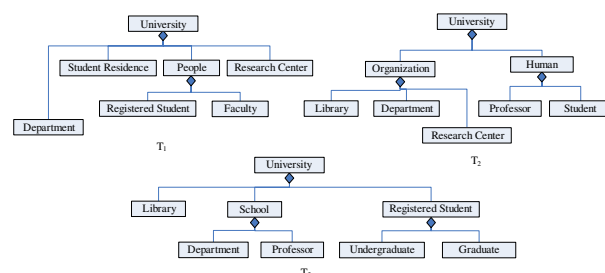 University
University
Student Residence People Research Center
Organization Human
Registered Student Faculty
Library Department Professor Student
Department
Research Center
T1
T2
University
Library School Registered Student
Department Professor Undergraduate Graduate